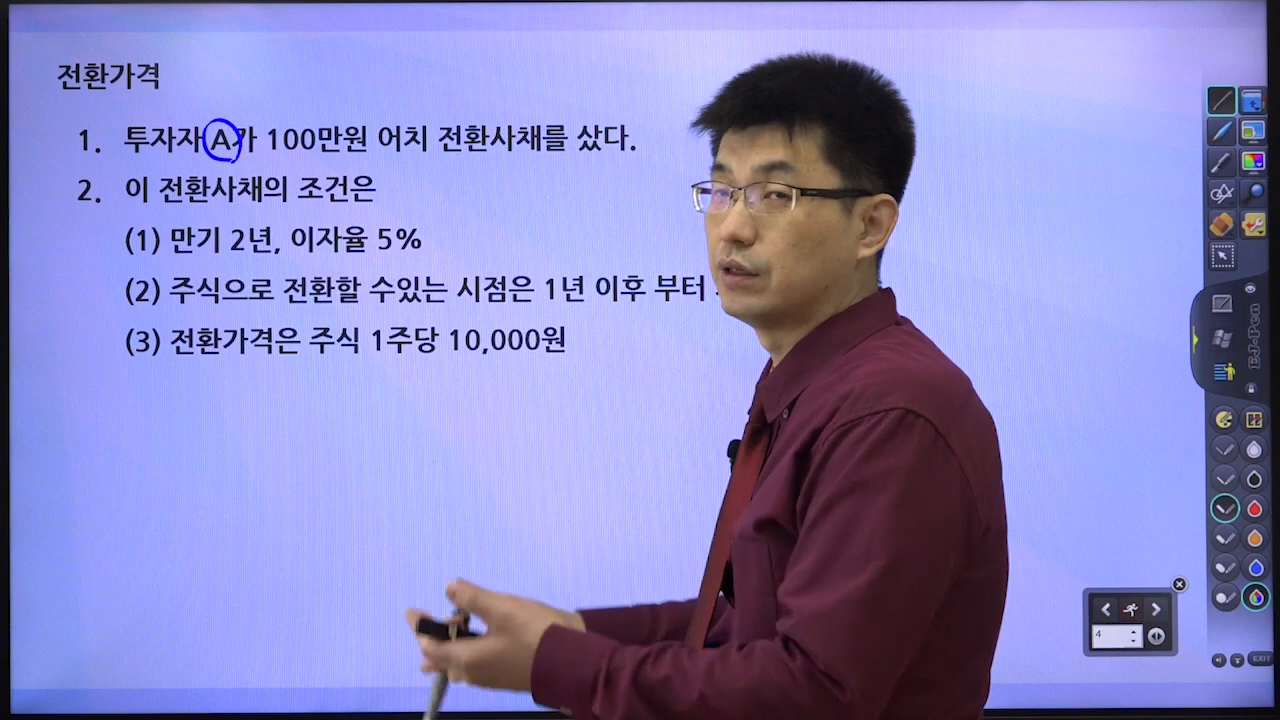 전환가격
1. 투자자 A가 100만원 어치 전환사채를 샀다.
2. 이 전환사채의 조건은
(1) 만기 2년, 이자율 5%
(2) 주식으로 전환할 수있는 시점은 1년 이후 부터
(3) 전환가격은 주식 1주당 10,000원
EJ-Pen
4
EXIT